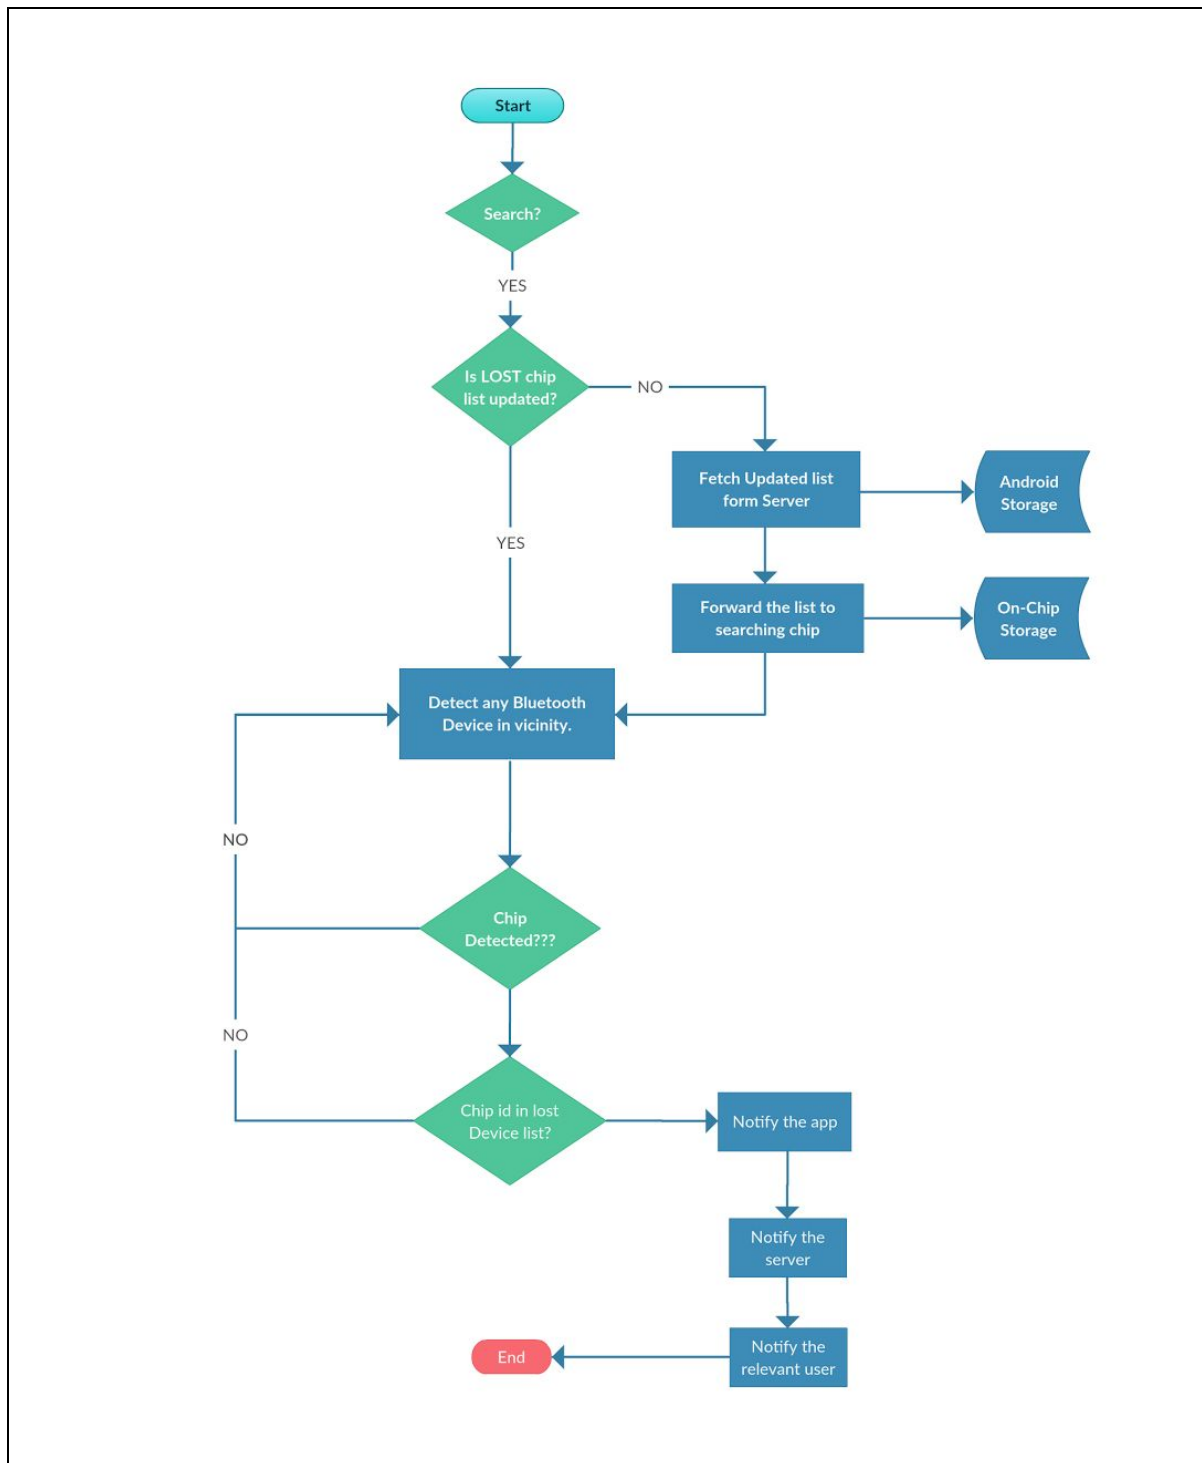 Start
Search?
YES
Is LOST chip
list updated?
NO
Fetch Updated list
form Server
Android
Storage
YES
Forward the list to
searching chip
On-Chip
Storage
Detect any Bluetooth
Device in vicinity.
NO
Chip
Detected???
NO
Chip id in lost
Device list?
Notify the app
Notify the
server
Notify the
relevant user
End